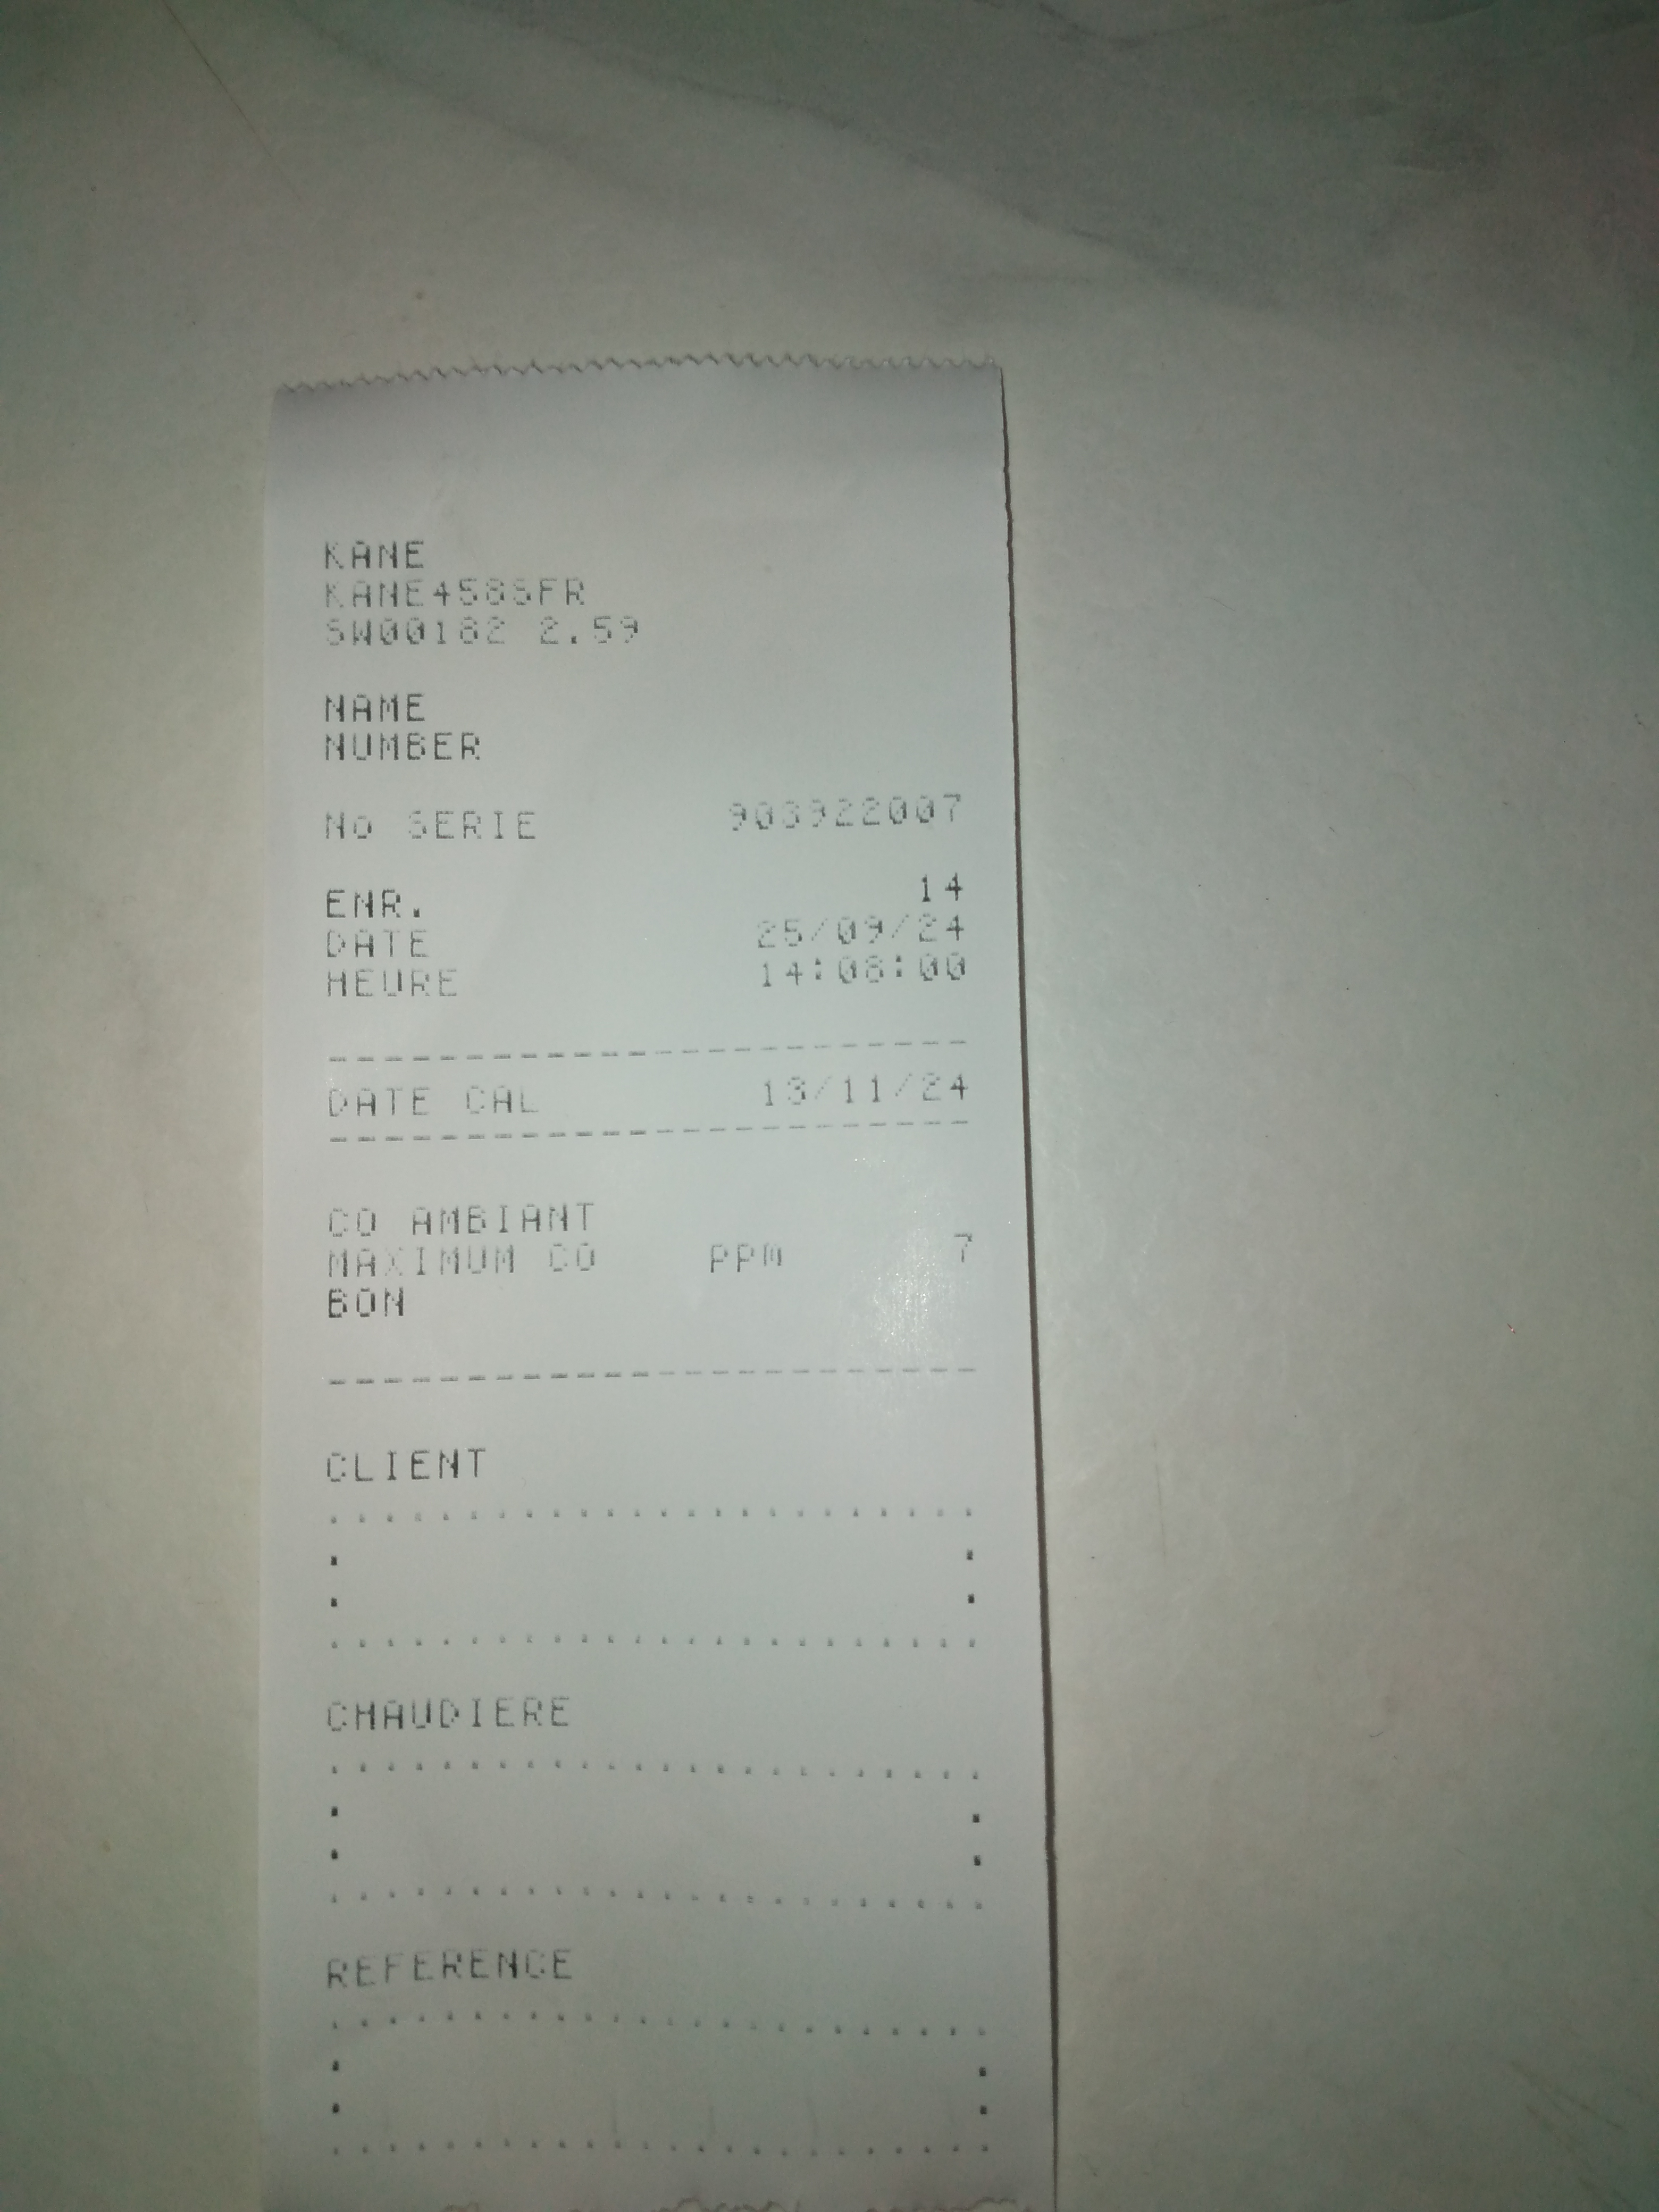 KANE
KANE458SFR
SW00182 2.59
NAME
NUMBER
No SERIE 903922007
ENR. 14
DATE 25/09/24
HEURE 14:08:00
DATE CAL 13/11/24
CO AMBIANT
MAXIMUM CO PPM 7
BON
CLIENT
CHAUDIERE
REFERENCE